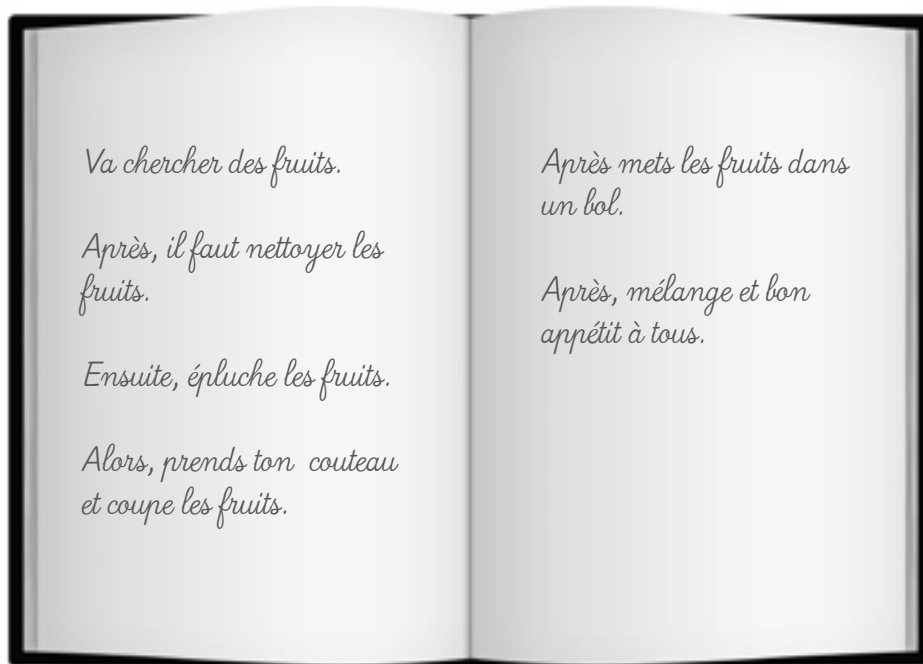 Va chercher des fruits.
Après, il faut nettoyer les
fruits.
Ensuite, épluche les fruits.
Alors, prends ton couteau
et coupe les fruits.
Après mets les fruits dans
un bol.
Après, mélange et bon
appétit à tous.